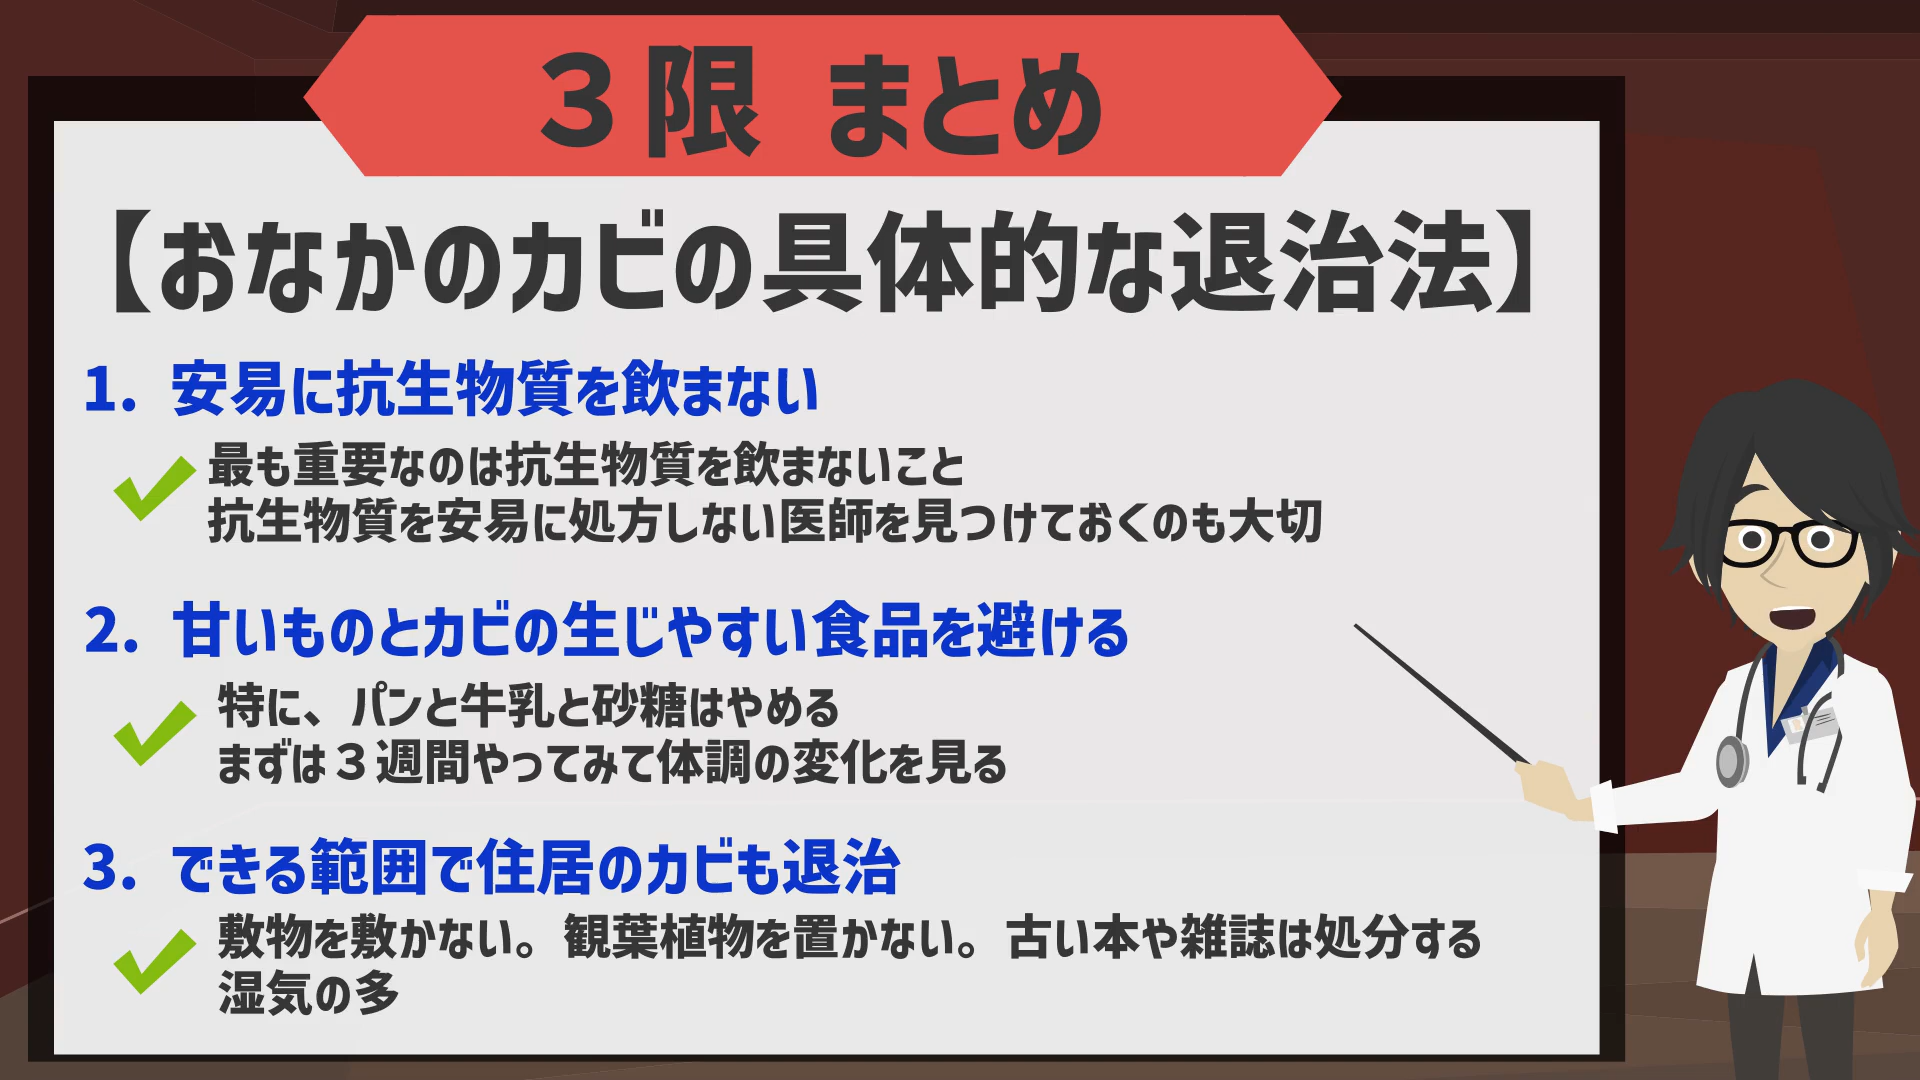 ３限 まとめ
【おなかのカビの具体的な退治法】
1. 安易に抗生物質を飲まない
最も重要なのは抗生物質を飲まないこと
抗生物質を安易に処方しない医師を見つけておくのも大切
2. 甘いものとカビの生じやすい食品を避ける
特に、パンと牛乳と砂糖はやめる
まずは３週間やってみて体調の変化を見る
3. できる範囲で住居のカビも退治
敷物を敷かない。観葉植物を置かない。古い本や雑誌は処分する
湿気の多